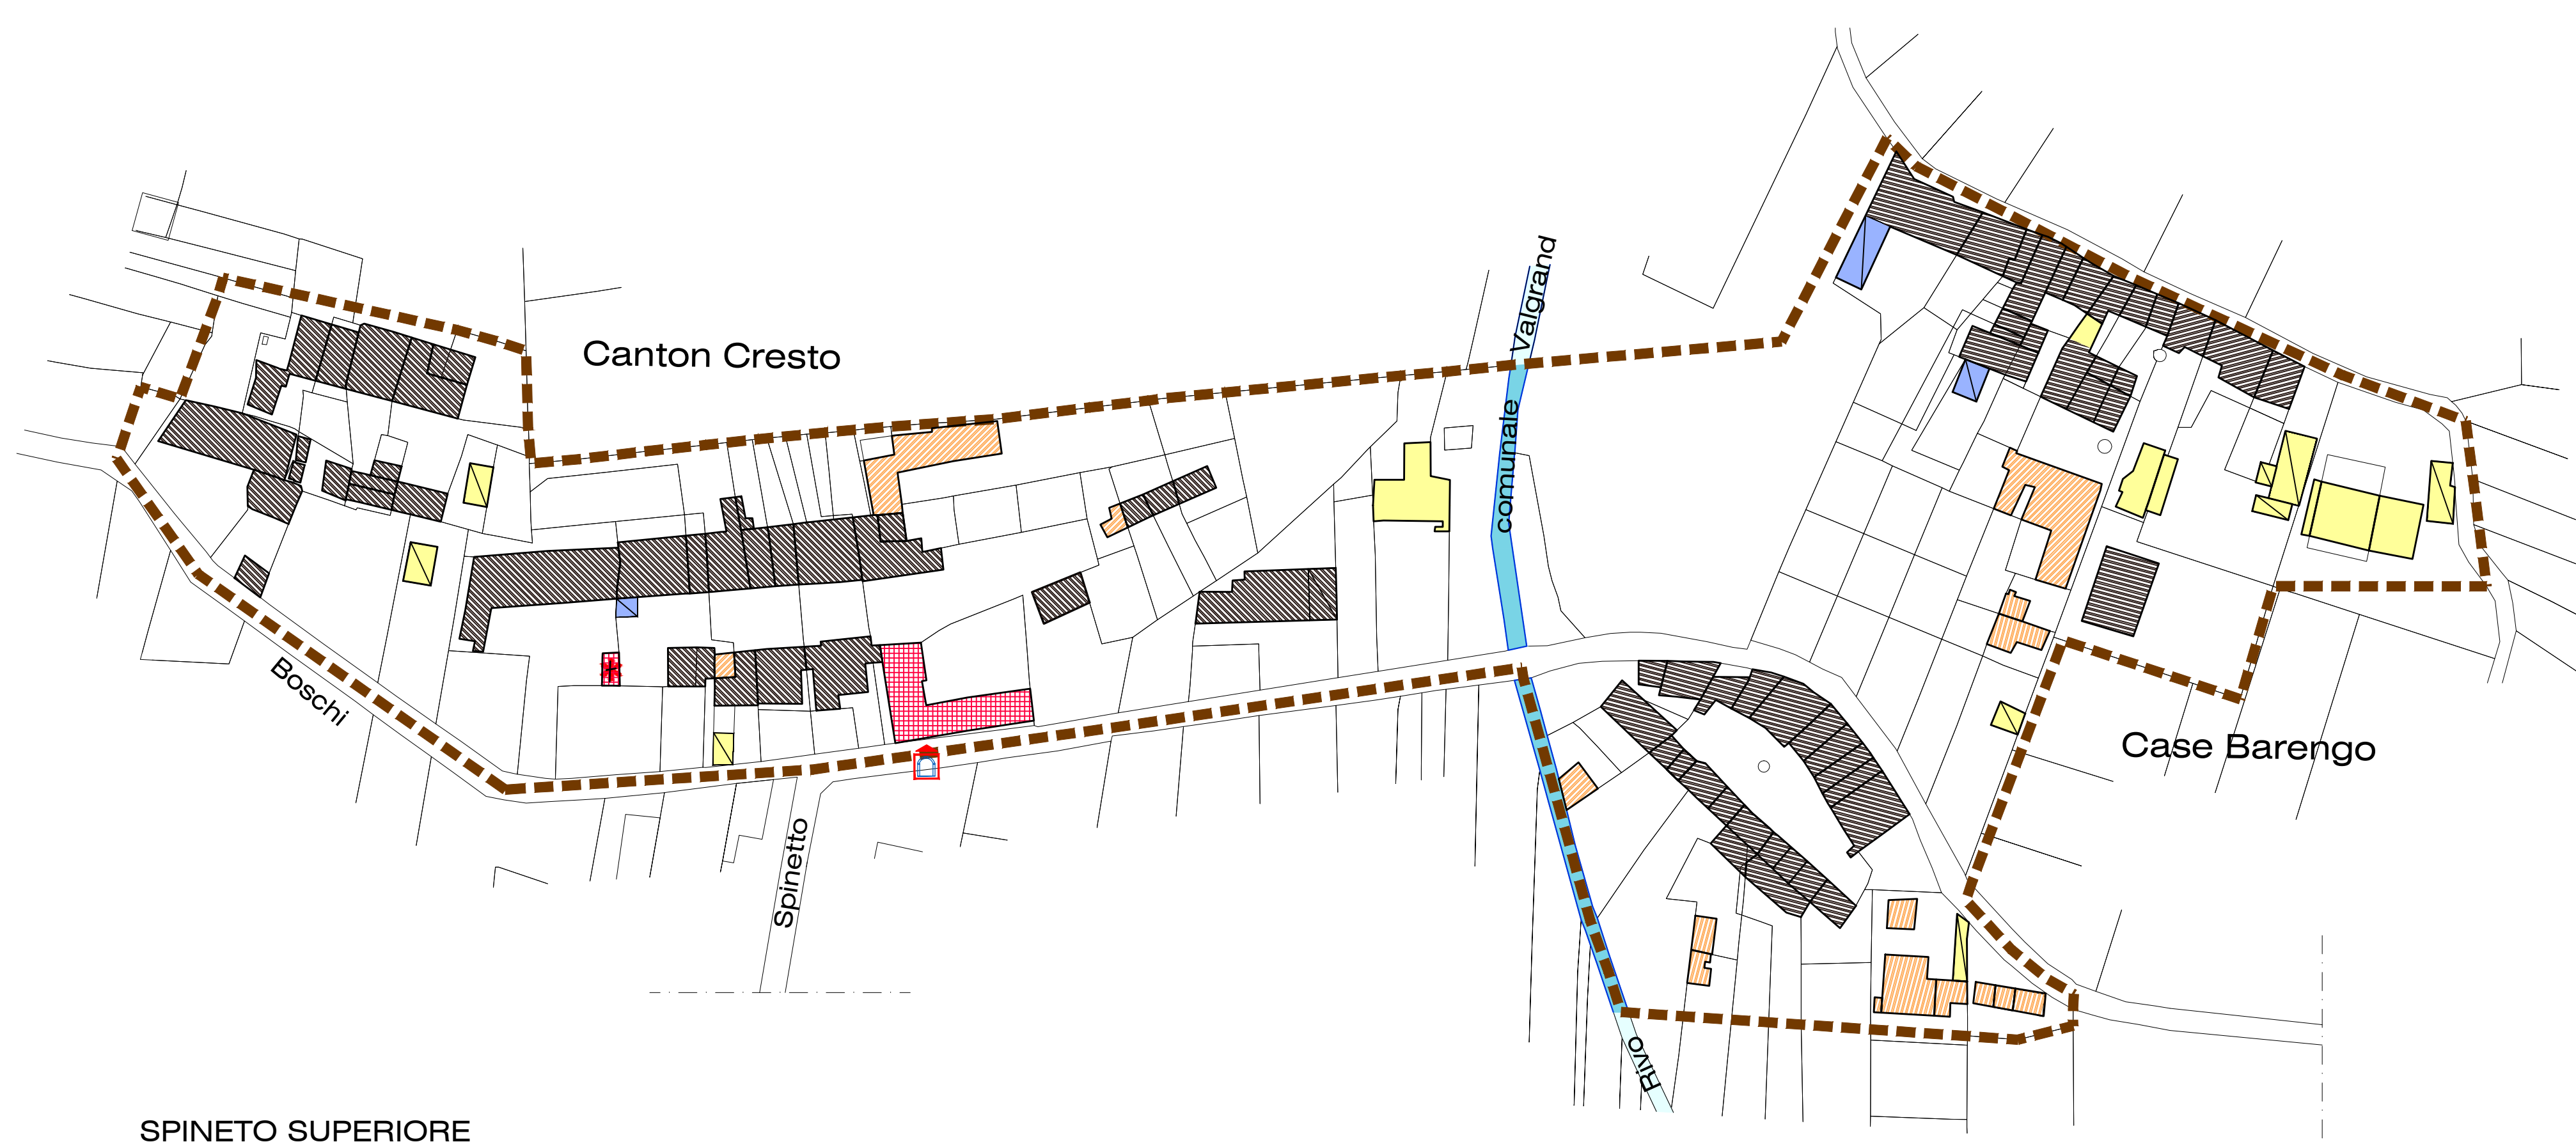 Valgrand
Canton Cresto
comunale
Boschi
Case Barengo
Spinetto
Rivo
SPINETO SUPERIORE